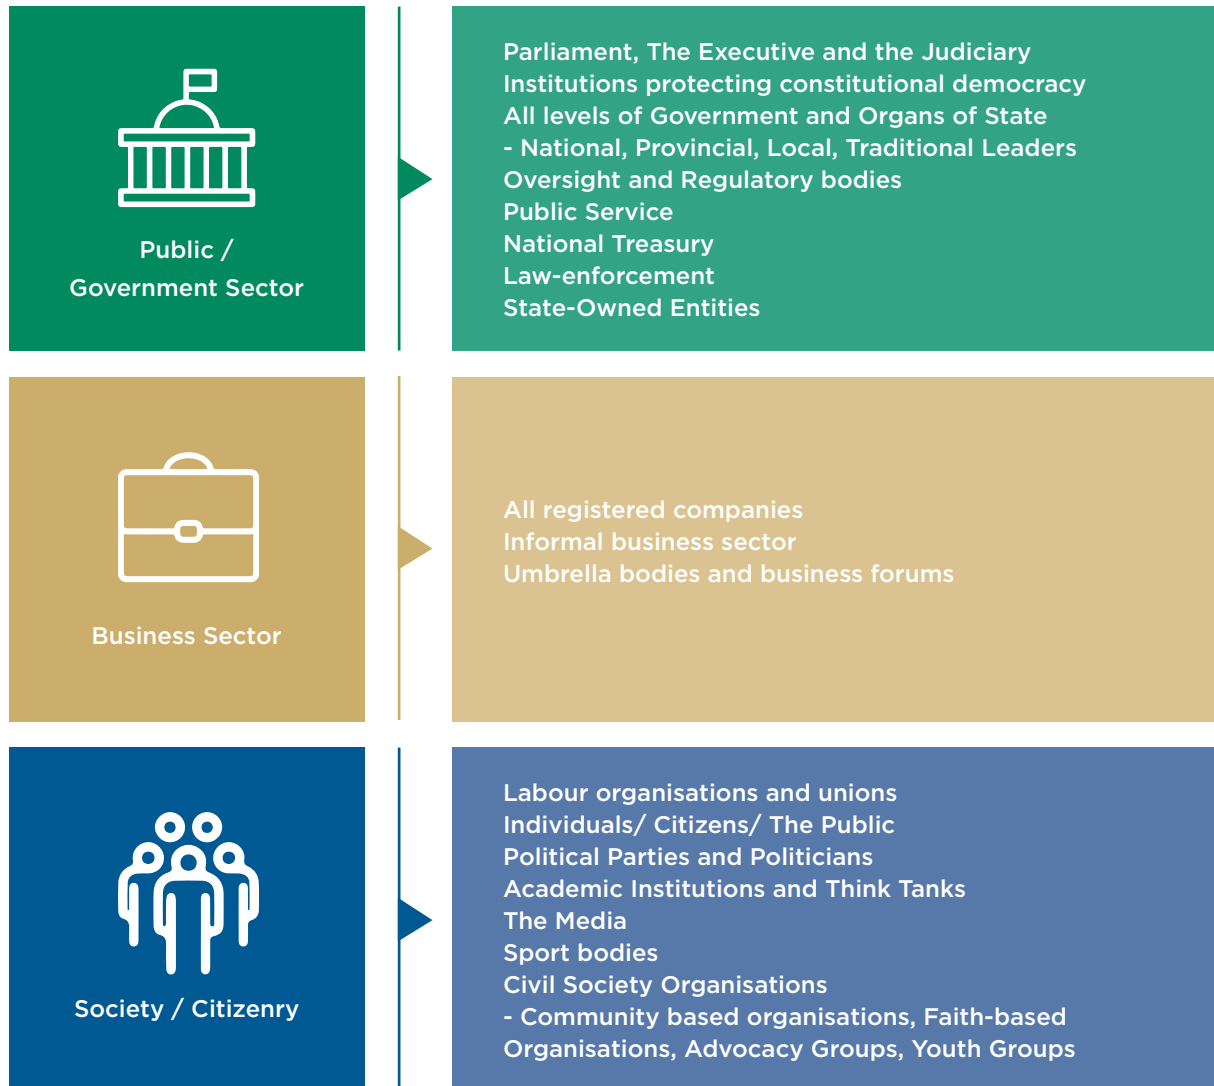 Public /
Government Sector
Parliament, The Executive and the Judiciary
Institutions protecting constitutional democracy
All levels of Government and Organs of State
- National, Provincial, Local, Traditional Leaders
Oversight and Regulatory bodies
Public Service
National Treasury
Law-enforcement
State-Owned Entities
Business Sector
All registered companies
Informal business sector
Umbrella bodies and business forums
Society / Citizenry
Labour organisations and unions
Individuals/ Citizens/ The Public
Political Parties and Politicians
Academic Institutions and Think Tanks
The Media
Sport bodies
Civil Society Organisations
- Community based organisations, Faith-based
Organisations, Advocacy Groups, Youth Groups